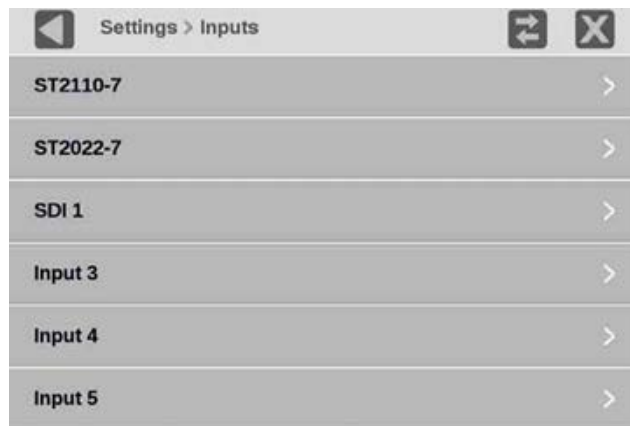 Settings > Inputs
ST2110-7
ST2022-7
SDI 1
Input 3
Input 4
Input 5